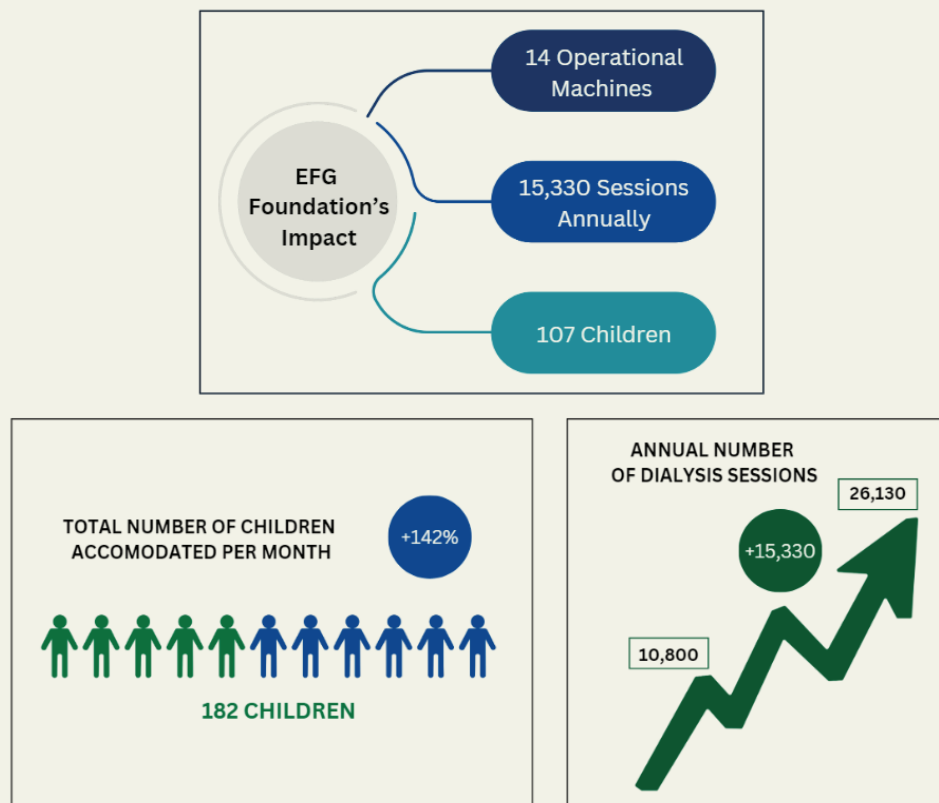 EFG
Foundation's
Impact
14 Operational
Machines
15,330 Sessions
Annually
107 Children
TOTAL NUMBER OF CHILDREN
ACCOMODATED PER MONTH
+142%
182 CHILDREN
ANNUAL NUMBER
OF DIALYSIS SESSIONS
26,130
+15,330
10,800